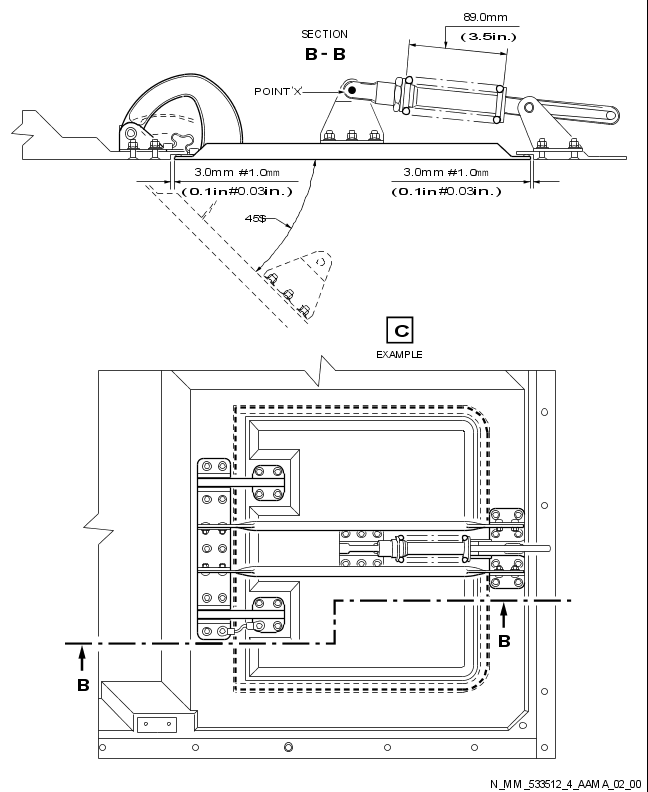 89.0mm
(3.5in.)
SECTION
B - B
POINT 'X'
3.0mm #1.0mm
(0.1in#0.03in.)
3.0mm #1.0mm
(0.1in#0.03in.)
45$
C
EXAMPLE
B
B
N_MM_533512_4_AAMA_02_00